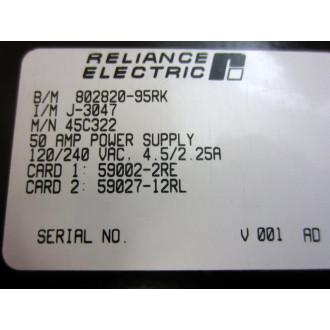 RELIANCE
ELECTRIC
B/M 802820-95RK
I/M J-3047
M/N 45C322
50 AMP POWER SUPPLY
120/240 VAC, 4.5/2.25A
CARD 1: 59002-2RE
CARD 2: 59027-12RL
SERIAL NO. V 001 AD